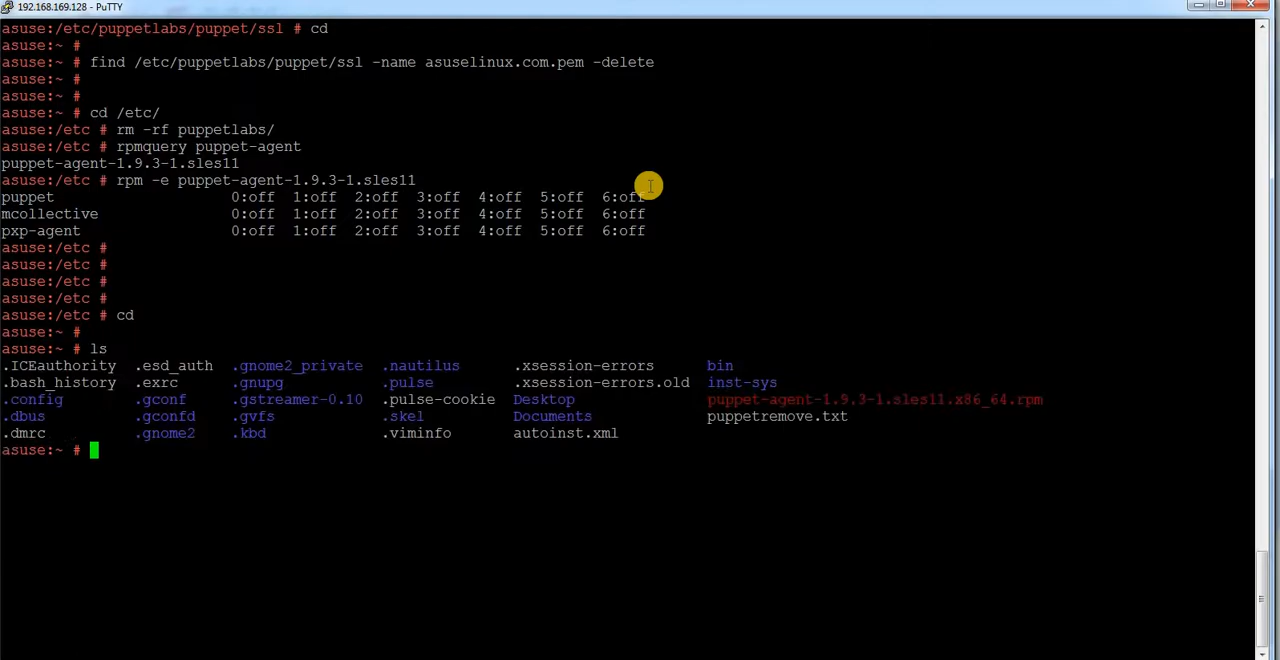 192.168.169.128 - PuTTY
asuse:/etc/puppetlabs/puppet/ssl # cd
asuse:~ #
asuse:~ # find /etc/puppetlabs/puppet/ssl -name asuselinux.com.pem -delete
asuse:~ #
asuse:~ #
asuse:~ # cd /etc/
asuse:/etc # rm -rf puppetlabs/
asuse:/etc # rpmquery puppet-agent
puppet-agent-1.9.3-1.sles11
asuse:/etc # rpm -e puppet-agent-1.9.3-1.sles11
puppet 0:off 1:off 2:off 3:off 4:off 5:off 6:off
mcollective 0:off 1:off 2:off 3:off 4:off 5:off 6:off
pxp-agent 0:off 1:off 2:off 3:off 4:off 5:off 6:off
asuse:/etc #
asuse:/etc #
asuse:/etc #
asuse:/etc #
asuse:/etc # cd
asuse:~ #
asuse:~ # ls
.ICEauthority .esd_auth .gnome2_private .nautilus .xsession-errors bin
.bash_history .exrc .gnupg .pulse .xsession-errors.old inst-sys
.config .gconf .gstreamer-0.10 .pulse-cookie Desktop puppet-agent-1.9.3-1.sles11.x86_64.rpm
.dbus .gconfd .gvfs .skel Documents puppetremove.txt
.dmrc .gnome2 .kbd .viminfo autoinst.xml
asuse:~ #